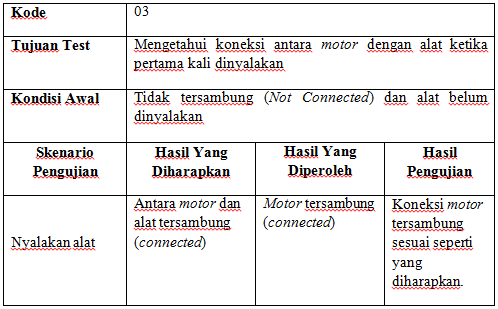 Kode 03
Tujuan Test Mengetahui koneksi antara motor dengan alat ketika
pertama kali dinyalakan
Kondisi Awal Tidak tersambung (Not Connected) dan alat belum
dinyalakan
Skenario
Pengujian
Hasil Yang
Diharapkan
Hasil Yang
Diperoleh
Hasil
Pengujian
Nyalakan alat
Antara motor dan
alat tersambung
(connected)
Motor tersambung
(connected)
Koneksi motor
tersambung
sesuai seperti
yang
diharapkan.